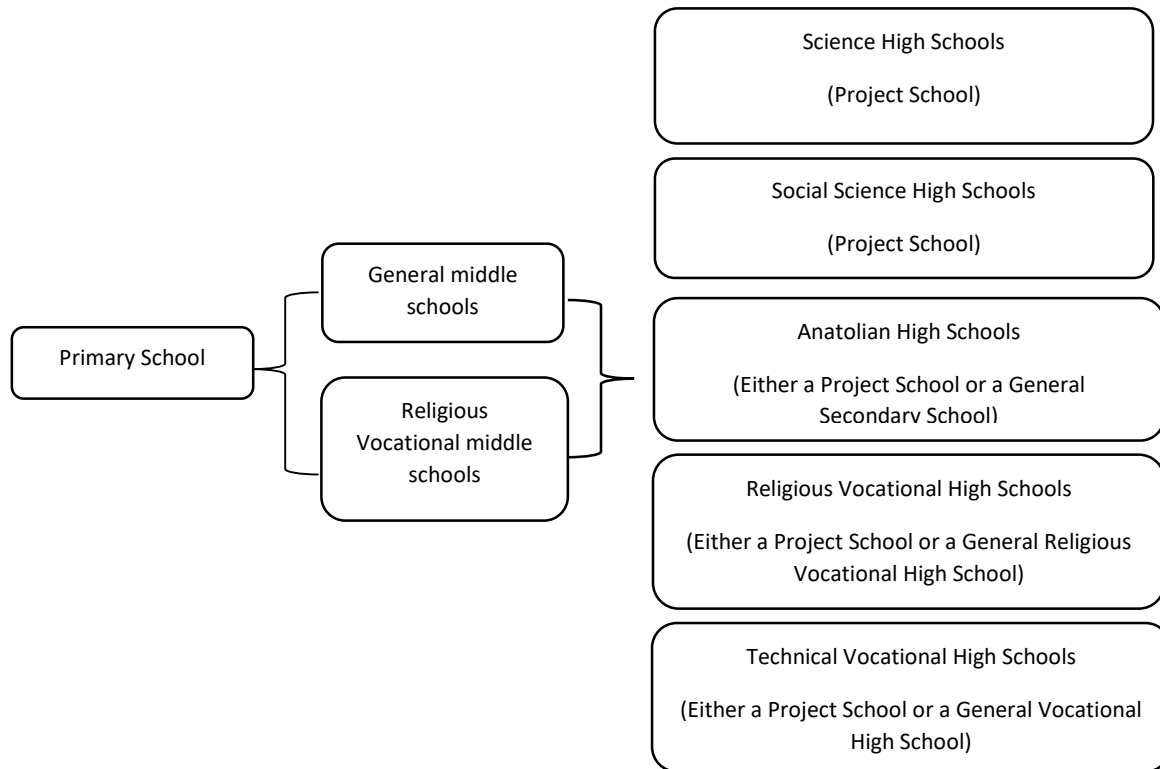 Primary School
General middle
schools
Religious
Vocational middle
schools
Science High Schools
(Project School)
Social Science High Schools
(Project School)
Anatolian High Schools
(Either a Project School or a General
Secondary School)
Religious Vocational High Schools
(Either a Project School or a General Religious
Vocational High School)
Technical Vocational High Schools
(Either a Project School or a General Vocational
High School)